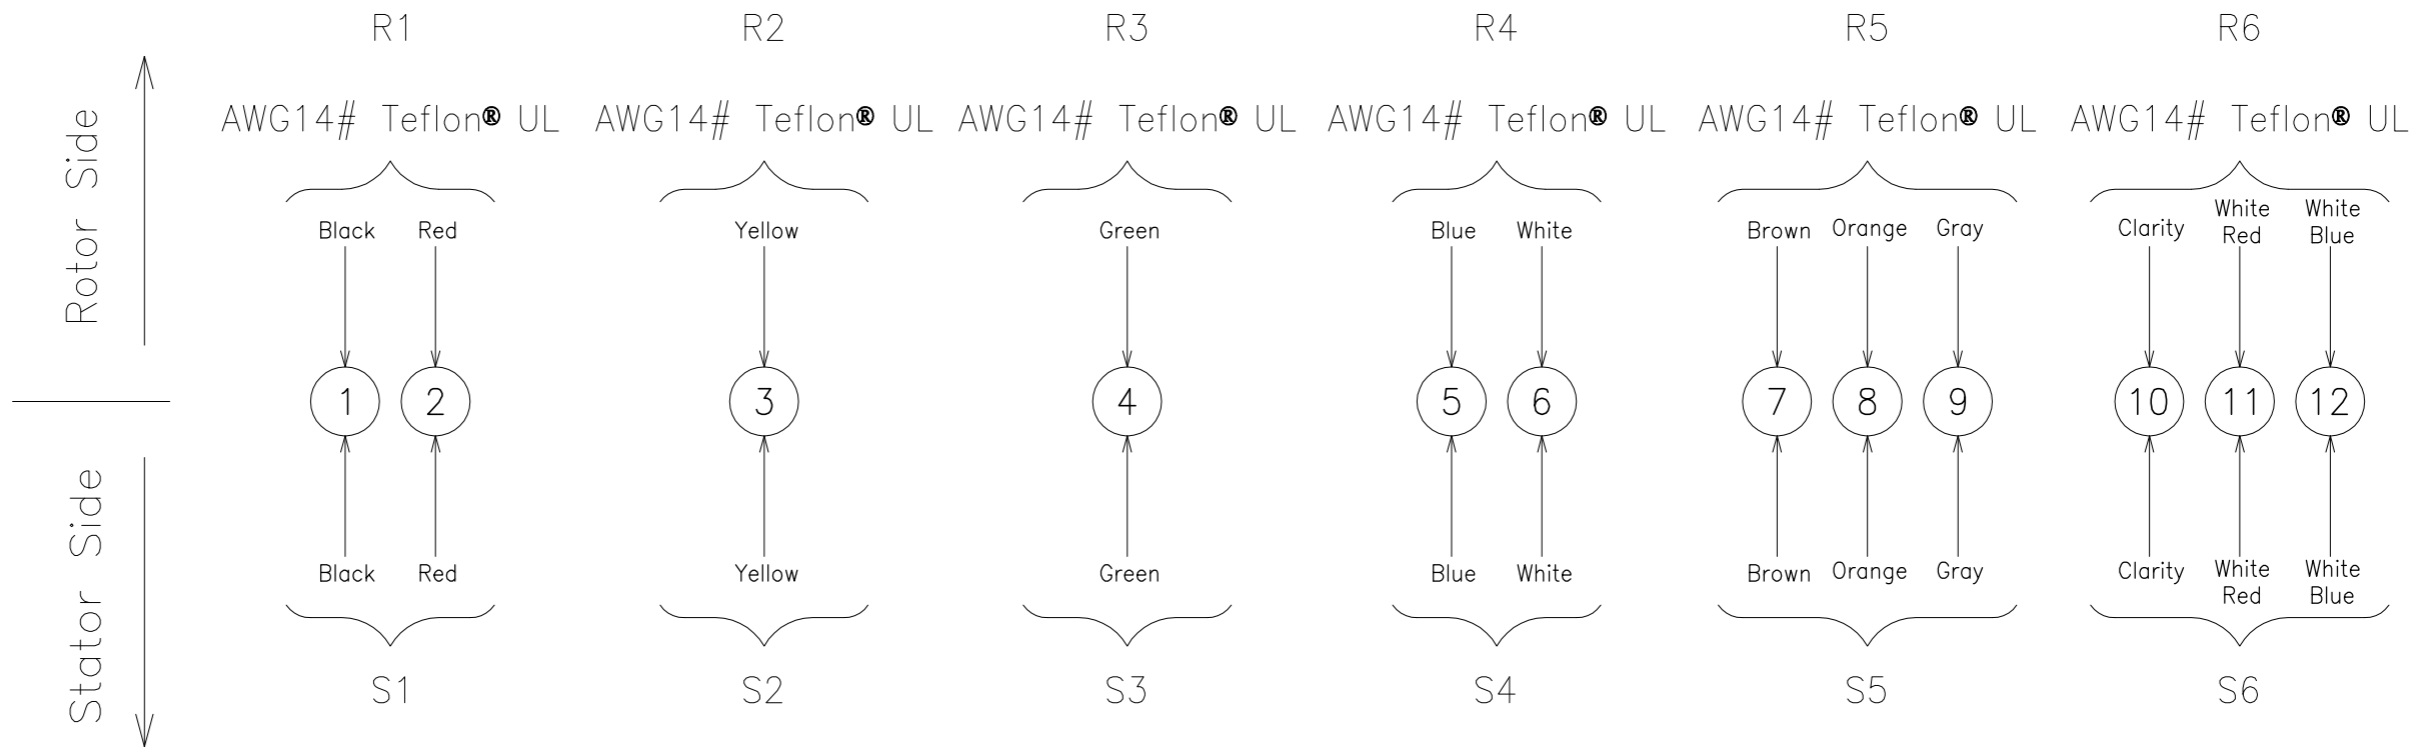 R1 R2 R3 R4 R5 R6
AWG14# Teflon® UL AWG14# Teflon® UL AWG14# Teflon® UL AWG14# Teflon® UL AWG14# Teflon® UL AWG14# Teflon® UL
Rotor Side
Black Red Yellow Green Blue White Brown Orange Gray Clarity White Red White Blue
1 2 3 4 5 6 7 8 9 10 11 12
Stator Side
Black Red Yellow Green Blue White Brown Orange Gray Clarity White Red White Blue
S1 S2 S3 S4 S5 S6